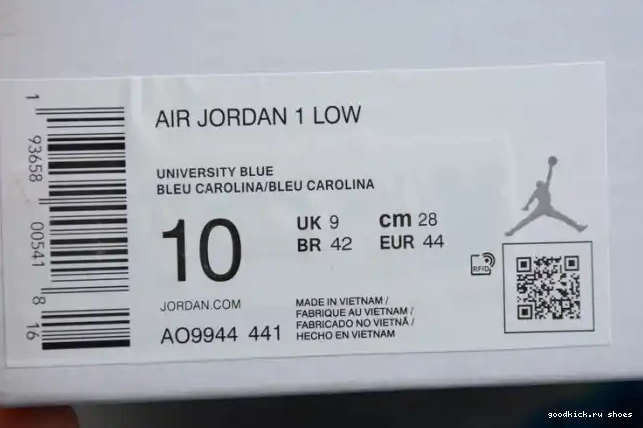 AIR JORDAN 1 LOW
UNIVERSITY BLUE
BLEU CAROLINA/BLEU CAROLINA
10
UK 9 cm 28
BR 42 EUR 44
RFID
JORDAN.COM
AO9944 441
MADE IN VIETNAM /
FABRIQUE AU VIETNAM /
FABRICADO NO VIETNÃ /
HECHO EN VIETNAM
1 93658 00541 8 16
goodkick.ru shoes